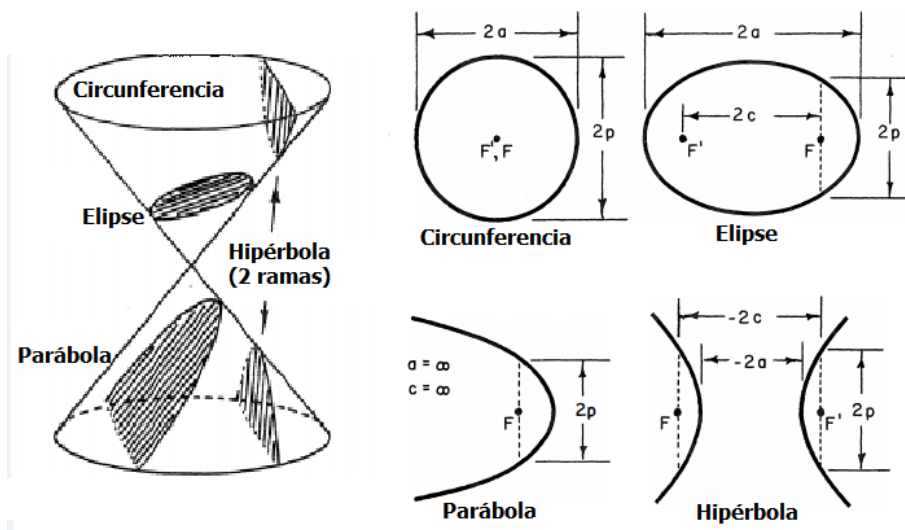 Circunferencia
Elipse
Hipérbola
(2 ramas)
Parábola
2a
2p
F', F
Circunferencia
2a
2c
2p
F'
F
Elipse
a = ∞
c = ∞
F
2p
Parábola
-2c
-2a
2p
F
F'
Hipérbola